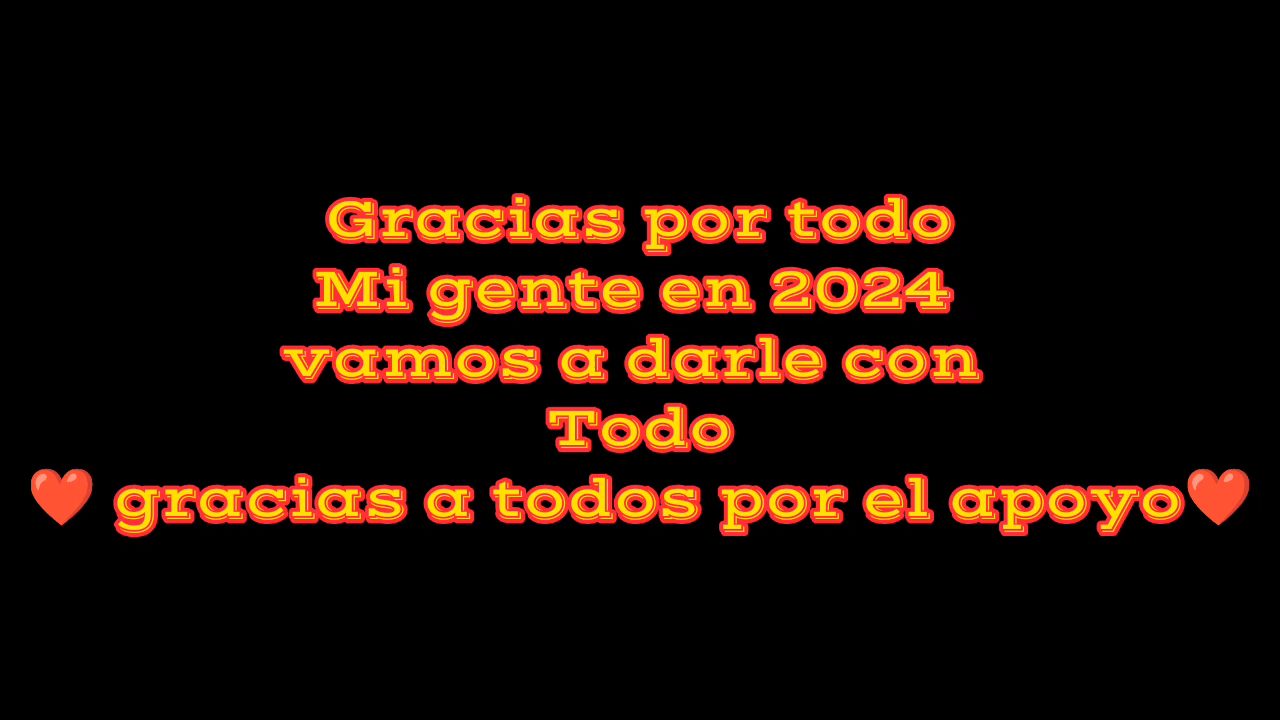 Gracias por todo
Mi gente en 2024
vamos a darle con
Todo
❤️ gracias a todos por el apoyo❤️